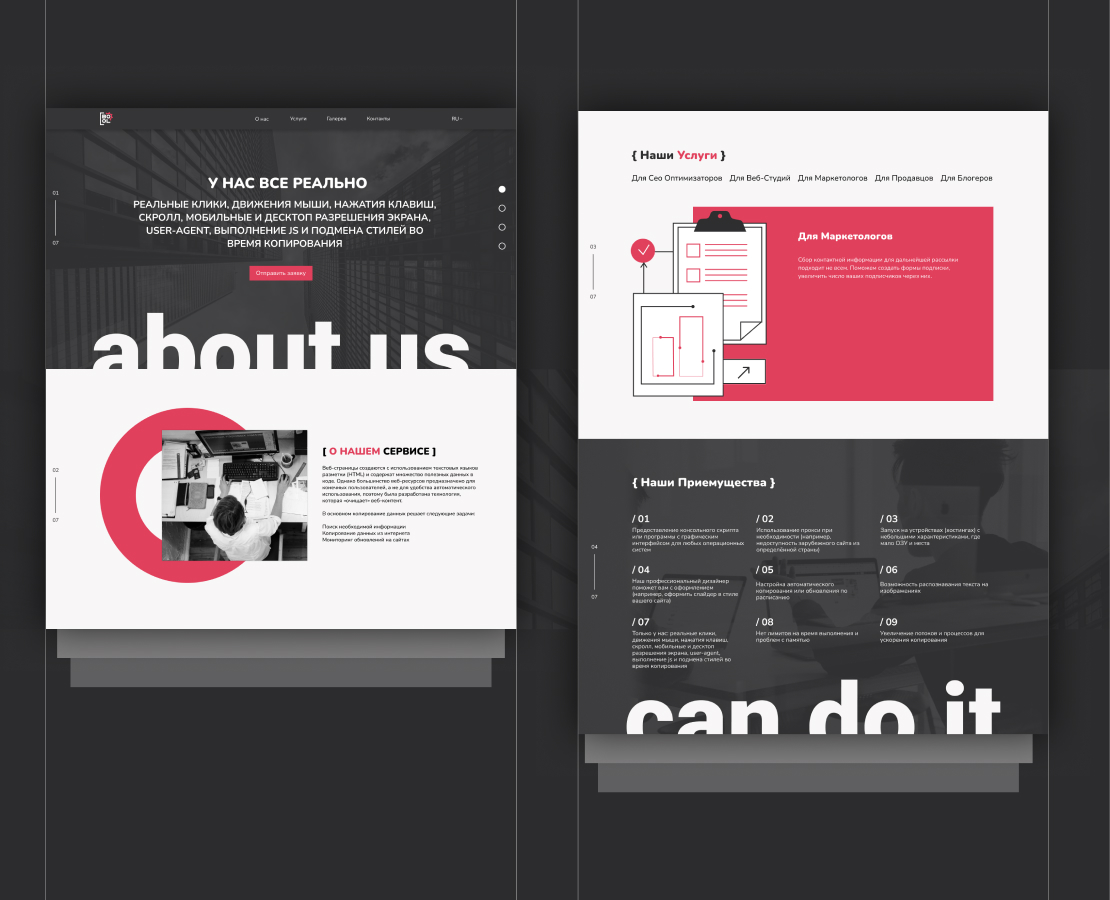 О нас Услуги Галерея Контакты RU
01
У НАС ВСЕ РЕАЛЬНО
РЕАЛЬНЫЕ КЛИКИ, ДВИЖЕНИЯ МЫШИ, НАЖАТИЯ КЛАВИШ,
СКРОЛЛ, МОБИЛЬНЫЕ И ДЕСКТОП РАЗРЕШЕНИЯ ЭКРАНА,
USER-AGENT, ВЫПОЛНЕНИЕ JS И ПОДМЕНА СТИЛЕЙ ВО
ВРЕМЯ КОПИРОВАНИЯ
07
Отправить заявку
about us
[ О НАШЕМ СЕРВИСЕ ]
02
07
Веб-страницы создаются с использованием текстовых языков
разметки (HTML) и содержат множество полезных данных в
коде. Однако большинство веб-ресурсов предназначено для
конечных пользователей, а не для удобства автоматического
использования, поэтому была разработана технология,
которая «очищает» веб-контент.
В основном копирование данных решает следующие задачи:
Поиск необходимой информации
Копирование данных из интернета
Мониторинг обновлений на сайтах
{ Наши Услуги }
Для Сео Оптимизаторов Для Веб-Студий Для Маркетологов Для Продавцов Для Блогеров
03
07
Для Маркетологов
Сбор контактной информации для дальнейшей рассылки
подходит не всем. Поможем создать формы подписки,
увеличить число ваших подписчиков через них.
{ Наши Приемущества }
04
07
/ 01
Предоставление консольного скрипта
или программы с графическим
интерфейсом для любых операционных
систем
/ 02
Использование прокси при
необходимости (например,
недоступность зарубежного сайта из
определённой страны)
/ 03
Запуск на устройствах (хостингах) с
небольшими характеристиками, где
мало ОЗУ и места
/ 04
Наш профессиональный дизайнер
поможет вам с оформлением
(например, оформить слайдер в стиле
вашего сайта)
/ 05
Настройка автоматического
копирования или обновления по
расписанию
/ 06
Возможность распознавания текста на
изображениях
/ 07
Только у нас: реальные клики,
движения мыши, нажатия клавиш,
скролл, мобильные и десктоп
разрешения экрана, user-agent,
выполнение js и подмена стилей во
время копирования
/ 08
Нет лимитов на время выполнения и
проблем с памятью
/ 09
Увеличение потоков и процессов для
ускорения копирования
can do it